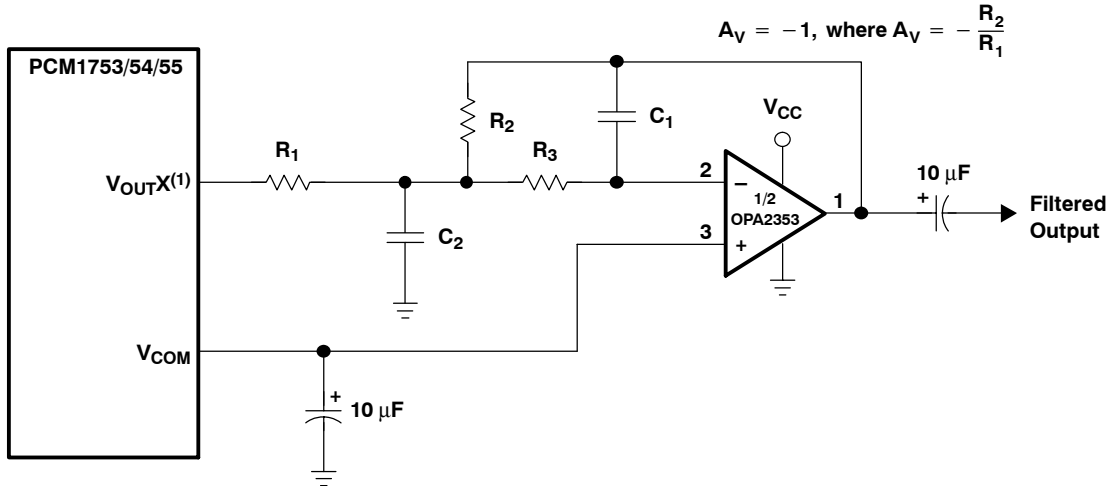 A_V = −1, where A_V = − R_2/R_1
PCM1753/54/55
V_OUTX(1)
R_1
R_2
R_3
C_1
C_2
V_CC
2
−
1/2
OPA2353
3
+
1
10 μF
+
Filtered
Output
V_COM
+
10 μF